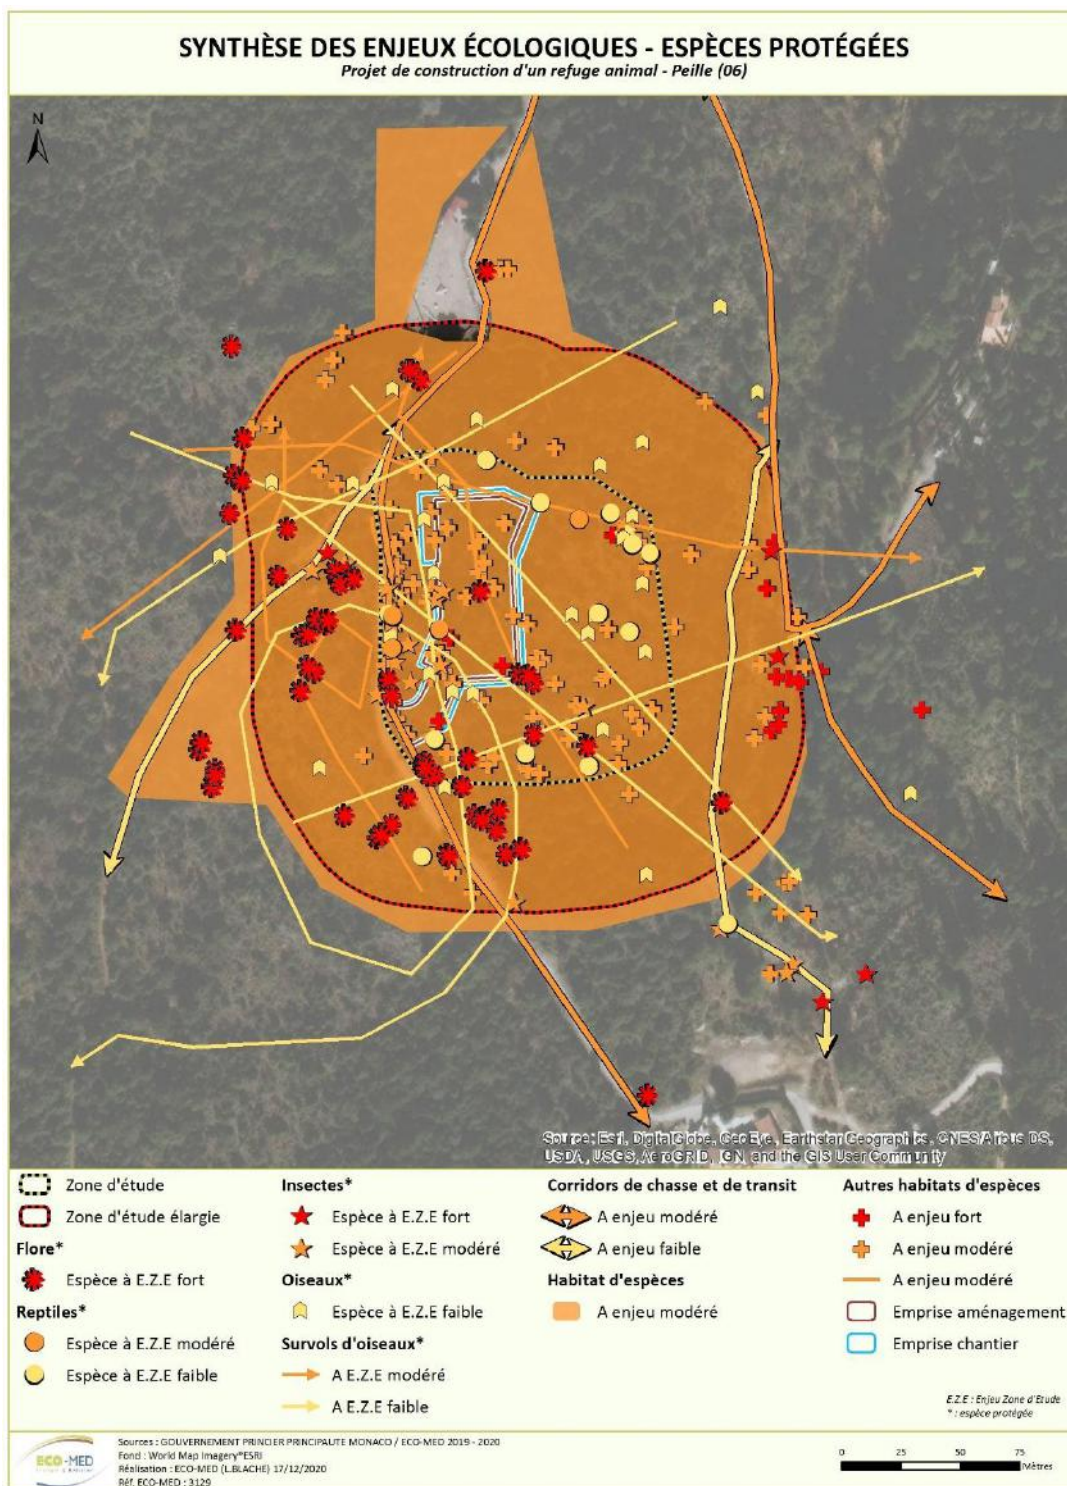 SYNTHÈSE DES ENJEUX ÉCOLOGIQUES - ESPÈCES PROTÉGÉES
Projet de construction d'un refuge animal - Peille (06)
N
Source: Esri, DigitalGlobe, GeoEye, Earthstar Geographics, CNES/Airbus DS,
USDA, USGS, AeroGRID, IGN, and the GIS User Community
Zone d'étude
Zone d'étude élargie
Flore*
Espèce à E.Z.E fort
Reptiles*
Espèce à E.Z.E modéré
Espèce à E.Z.E faible
Insectes*
Espèce à E.Z.E fort
Espèce à E.Z.E modéré
Oiseaux*
Espèce à E.Z.E faible
Survols d'oiseaux*
A E.Z.E modéré
A E.Z.E faible
Corridors de chasse et de transit
A enjeu modéré
A enjeu faible
Habitat d'espèces
A enjeu modéré
Autres habitats d'espèces
A enjeu fort
A enjeu modéré
A enjeu modéré
Emprise aménagement
Emprise chantier
E.Z.E : Enjeu Zone d'Etude
* : espèce protégée
ECO-MED
Sources : GOUVERNEMENT PRINCIER PRINCIPAUTE MONACO / ECO-MED 2019 - 2020
Fond : World Map Imagery®ESRI
Réalisation : ECO-MED (L.BLACHE) 17/12/2020
Réf. ECO-MED : 3129
0 25 50 75
Mètres